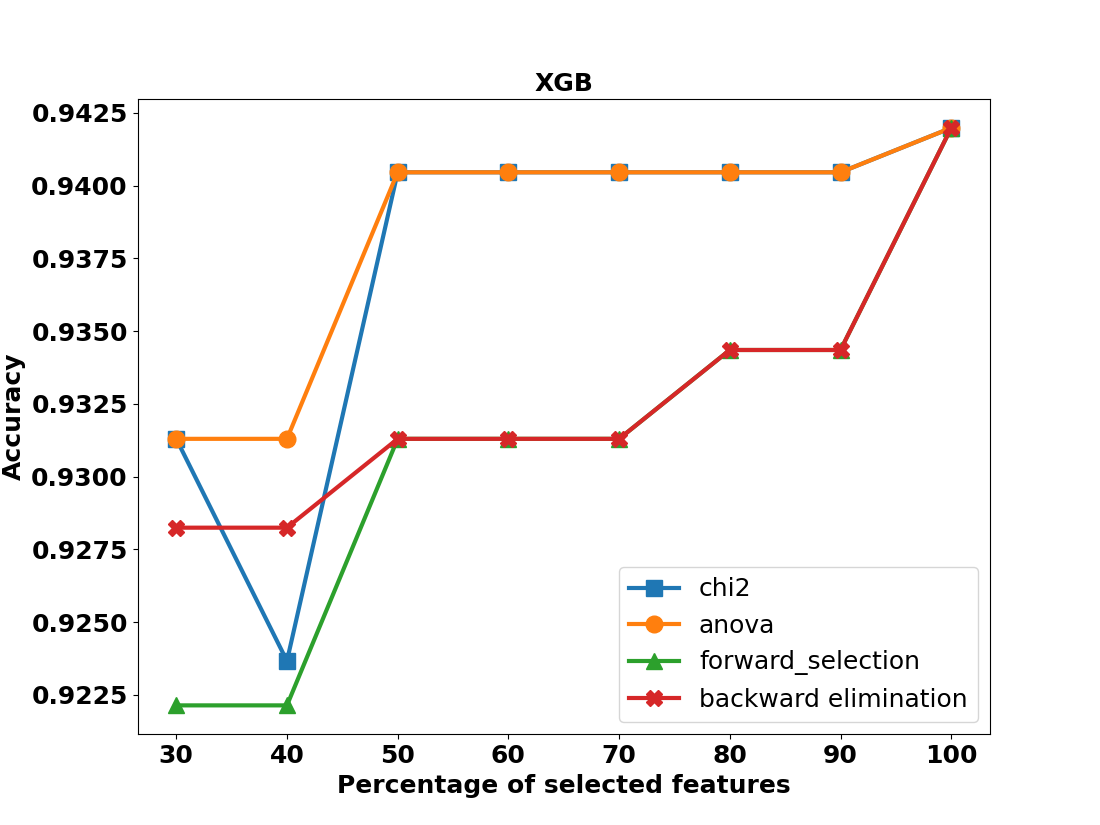 XGB
0.9425
0.9400
0.9375
0.9350
0.9325
0.9300
0.9275
0.9250
0.9225
Accuracy
chi2
anova
forward_selection
backward elimination
30 40 50 60 70 80 90 100
Percentage of selected features